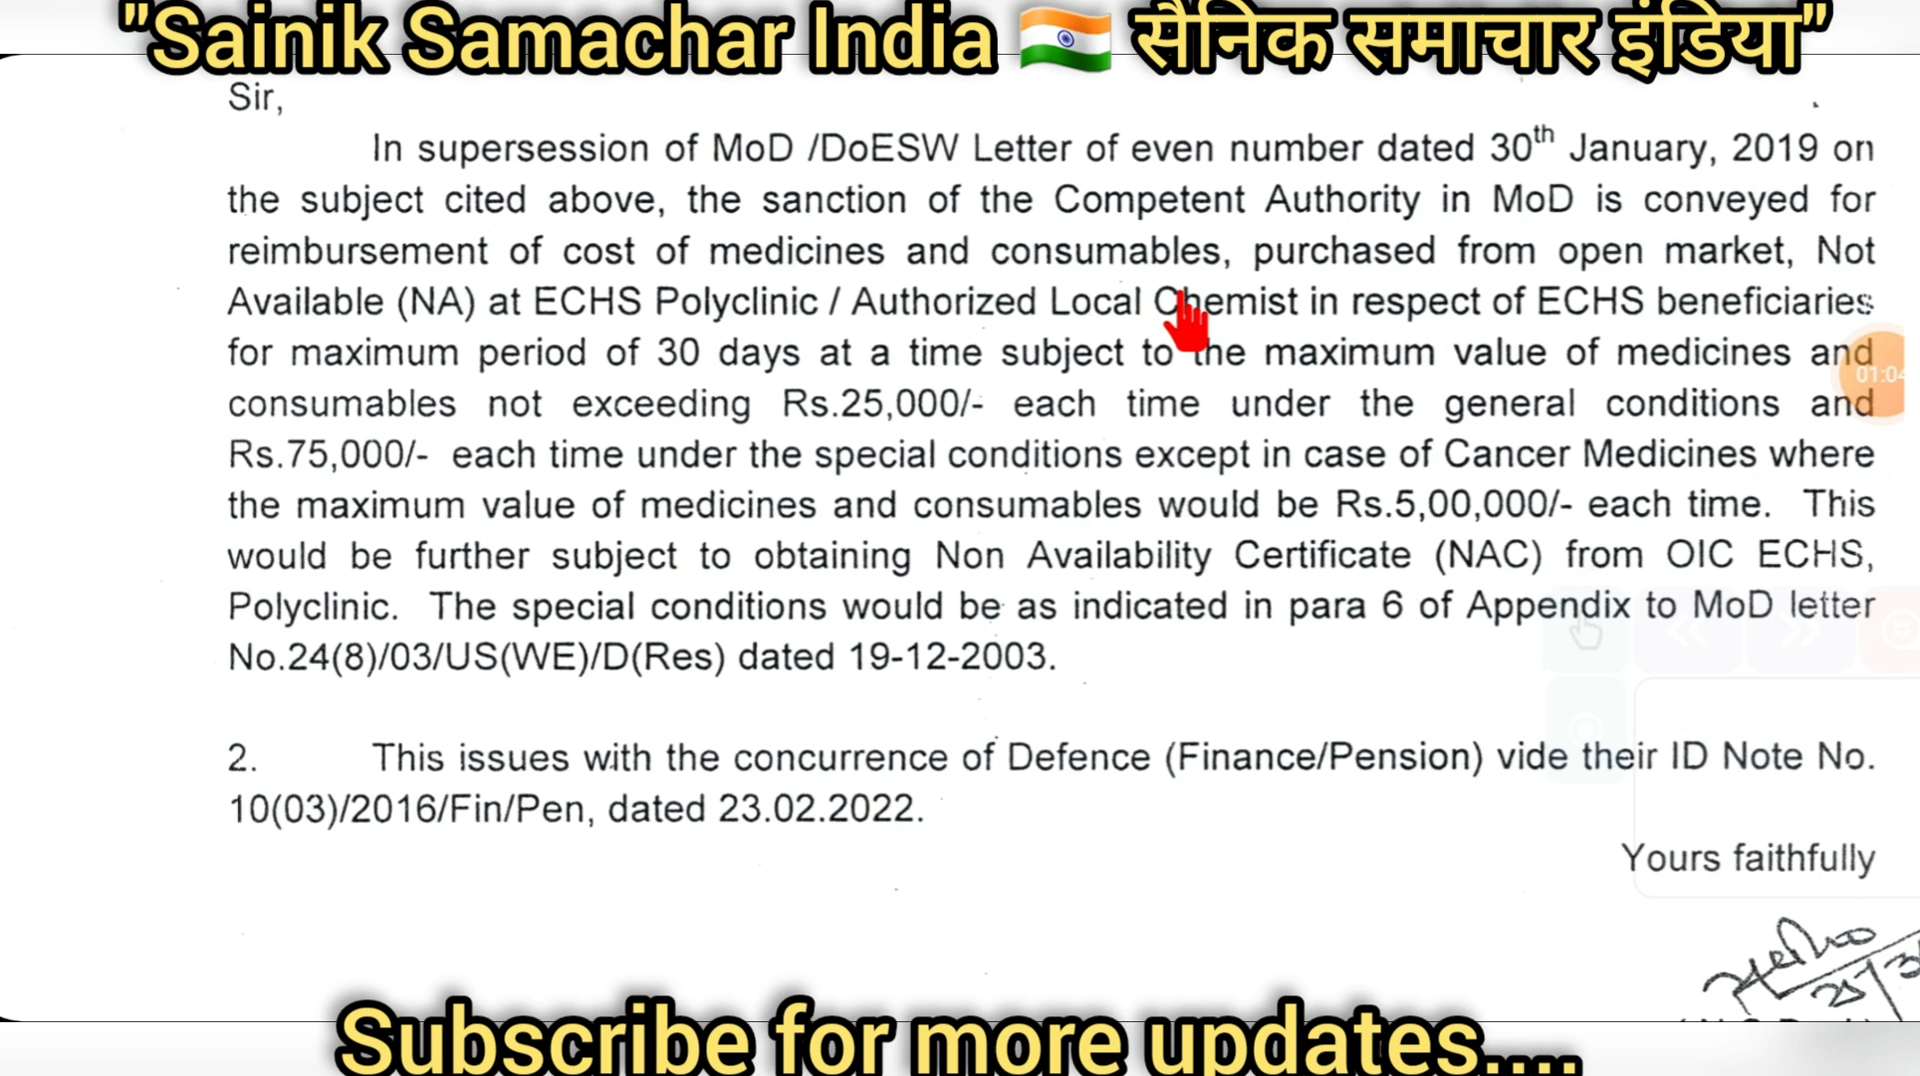 "Sainik Samachar India 🇮🇳 सैनिक समाचार इंडिया"
Sir,
In supersession of MoD /DoESW Letter of even number dated 30th January, 2019 on
the subject cited above, the sanction of the Competent Authority in MoD is conveyed for
reimbursement of cost of medicines and consumables, purchased from open market, Not
Available (NA) at ECHS Polyclinic / Authorized Local Chemist in respect of ECHS beneficiaries
for maximum period of 30 days at a time subject to the maximum value of medicines and
01:04
consumables not exceeding Rs.25,000/- each time under the general conditions and
Rs.75,000/- each time under the special conditions except in case of Cancer Medicines where
the maximum value of medicines and consumables would be Rs.5,00,000/- each time. This
would be further subject to obtaining Non Availability Certificate (NAC) from OIC ECHS,
Polyclinic. The special conditions would be as indicated in para 6 of Appendix to MoD letter
No.24(8)/03/US(WE)/D(Res) dated 19-12-2003.
2. This issues with the concurrence of Defence (Finance/Pension) vide their ID Note No.
10(03)/2016/Fin/Pen, dated 23.02.2022.
Yours faithfully
Subscribe for more updates....